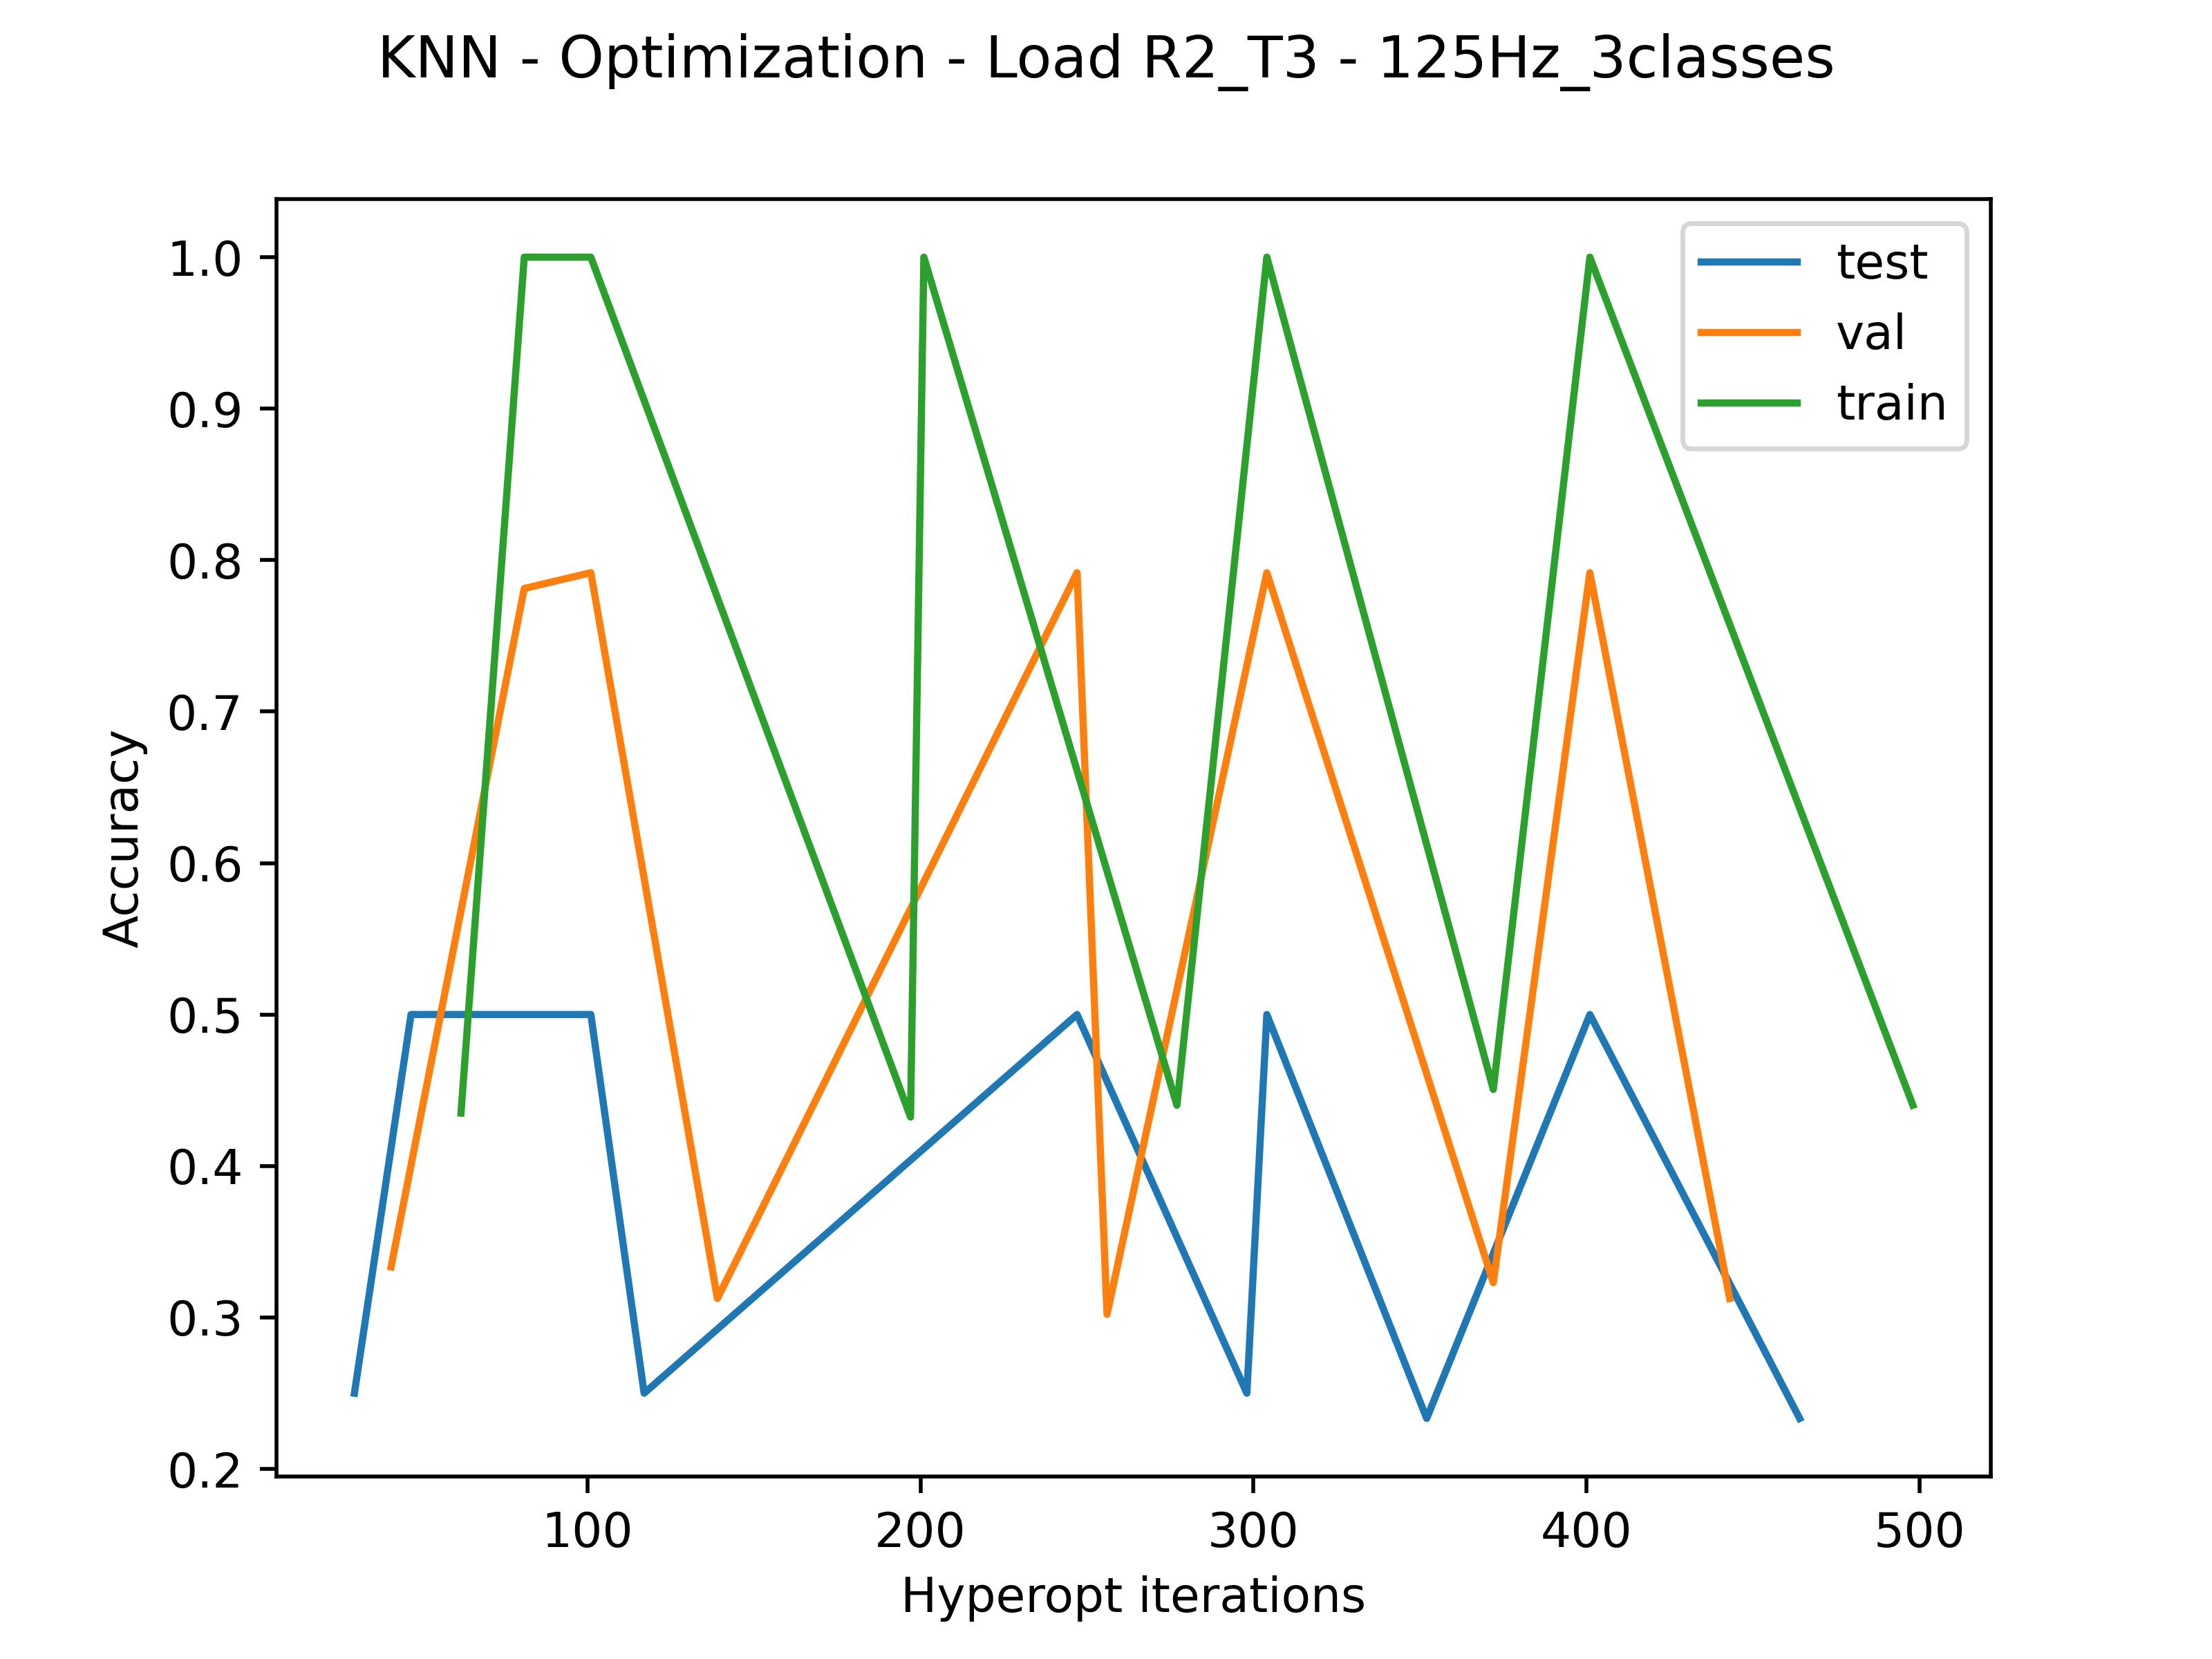 KNN - Optimization - Load R2_T3 - 125Hz_3classes
test
val
train
1.0
0.9
0.8
0.7
0.6
0.5
0.4
0.3
0.2
Accuracy
100 200 300 400 500
Hyperopt iterations